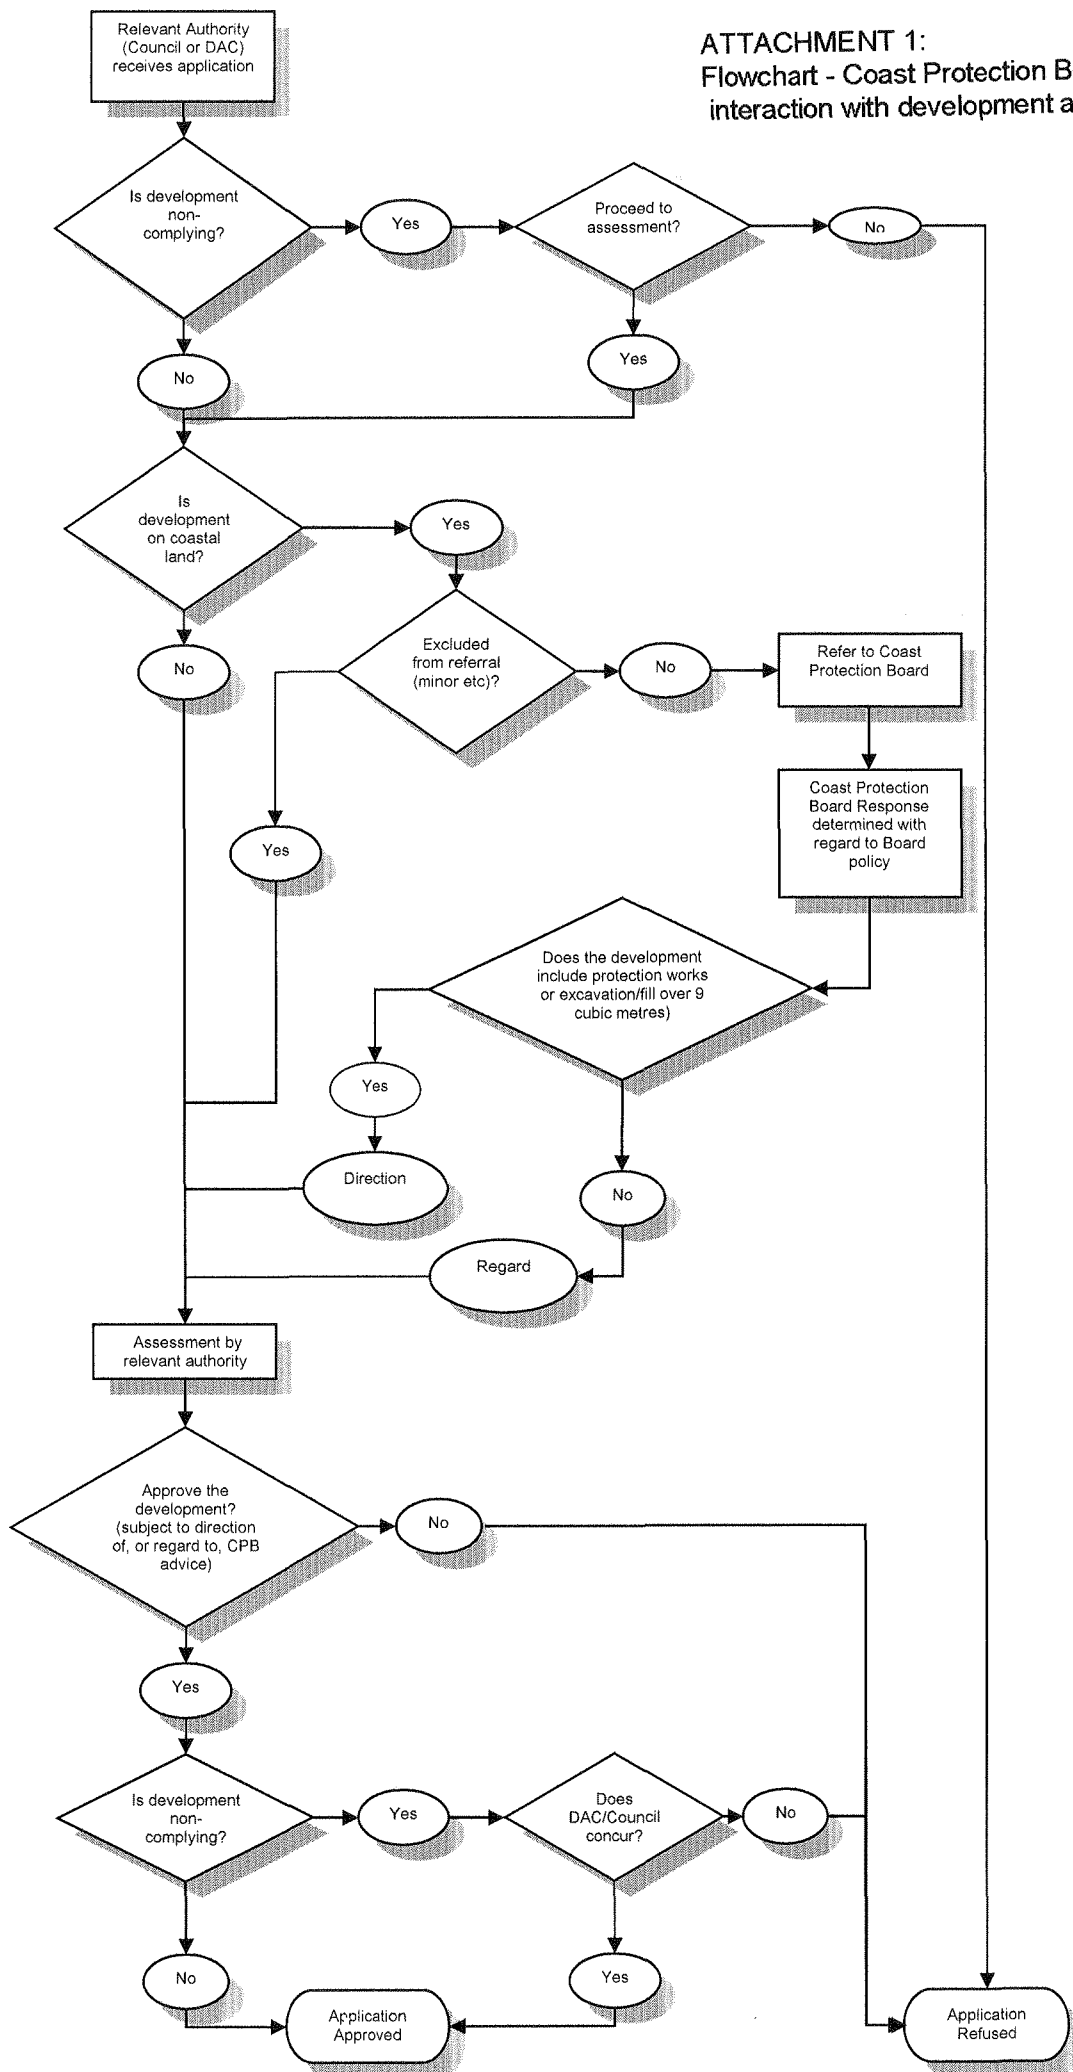 ATTACHMENT 1:
Flowchart - Coast Protection B
interaction with development a
Relevant Authority
(Council or DAC)
receives application
Is development
non-
complying?
Yes
Proceed to
assessment?
No
No
Yes
Is
development
on coastal
land?
Yes
No
Excluded
from referral
(minor etc)?
No
Refer to Coast
Protection Board
Coast Protection
Board Response
determined with
regard to Board
policy
Yes
Does the development
include protection works
or excavation/fill over 9
cubic metres)
Yes
Direction
No
Regard
Assessment by
relevant authority
Approve the
development?
(subject to direction
of, or regard to, CPB
advice)
No
Yes
Is development
non-
complying?
Yes
Does
DAC/Council
concur?
No
No
Yes
Application
Approved
Application
Refused